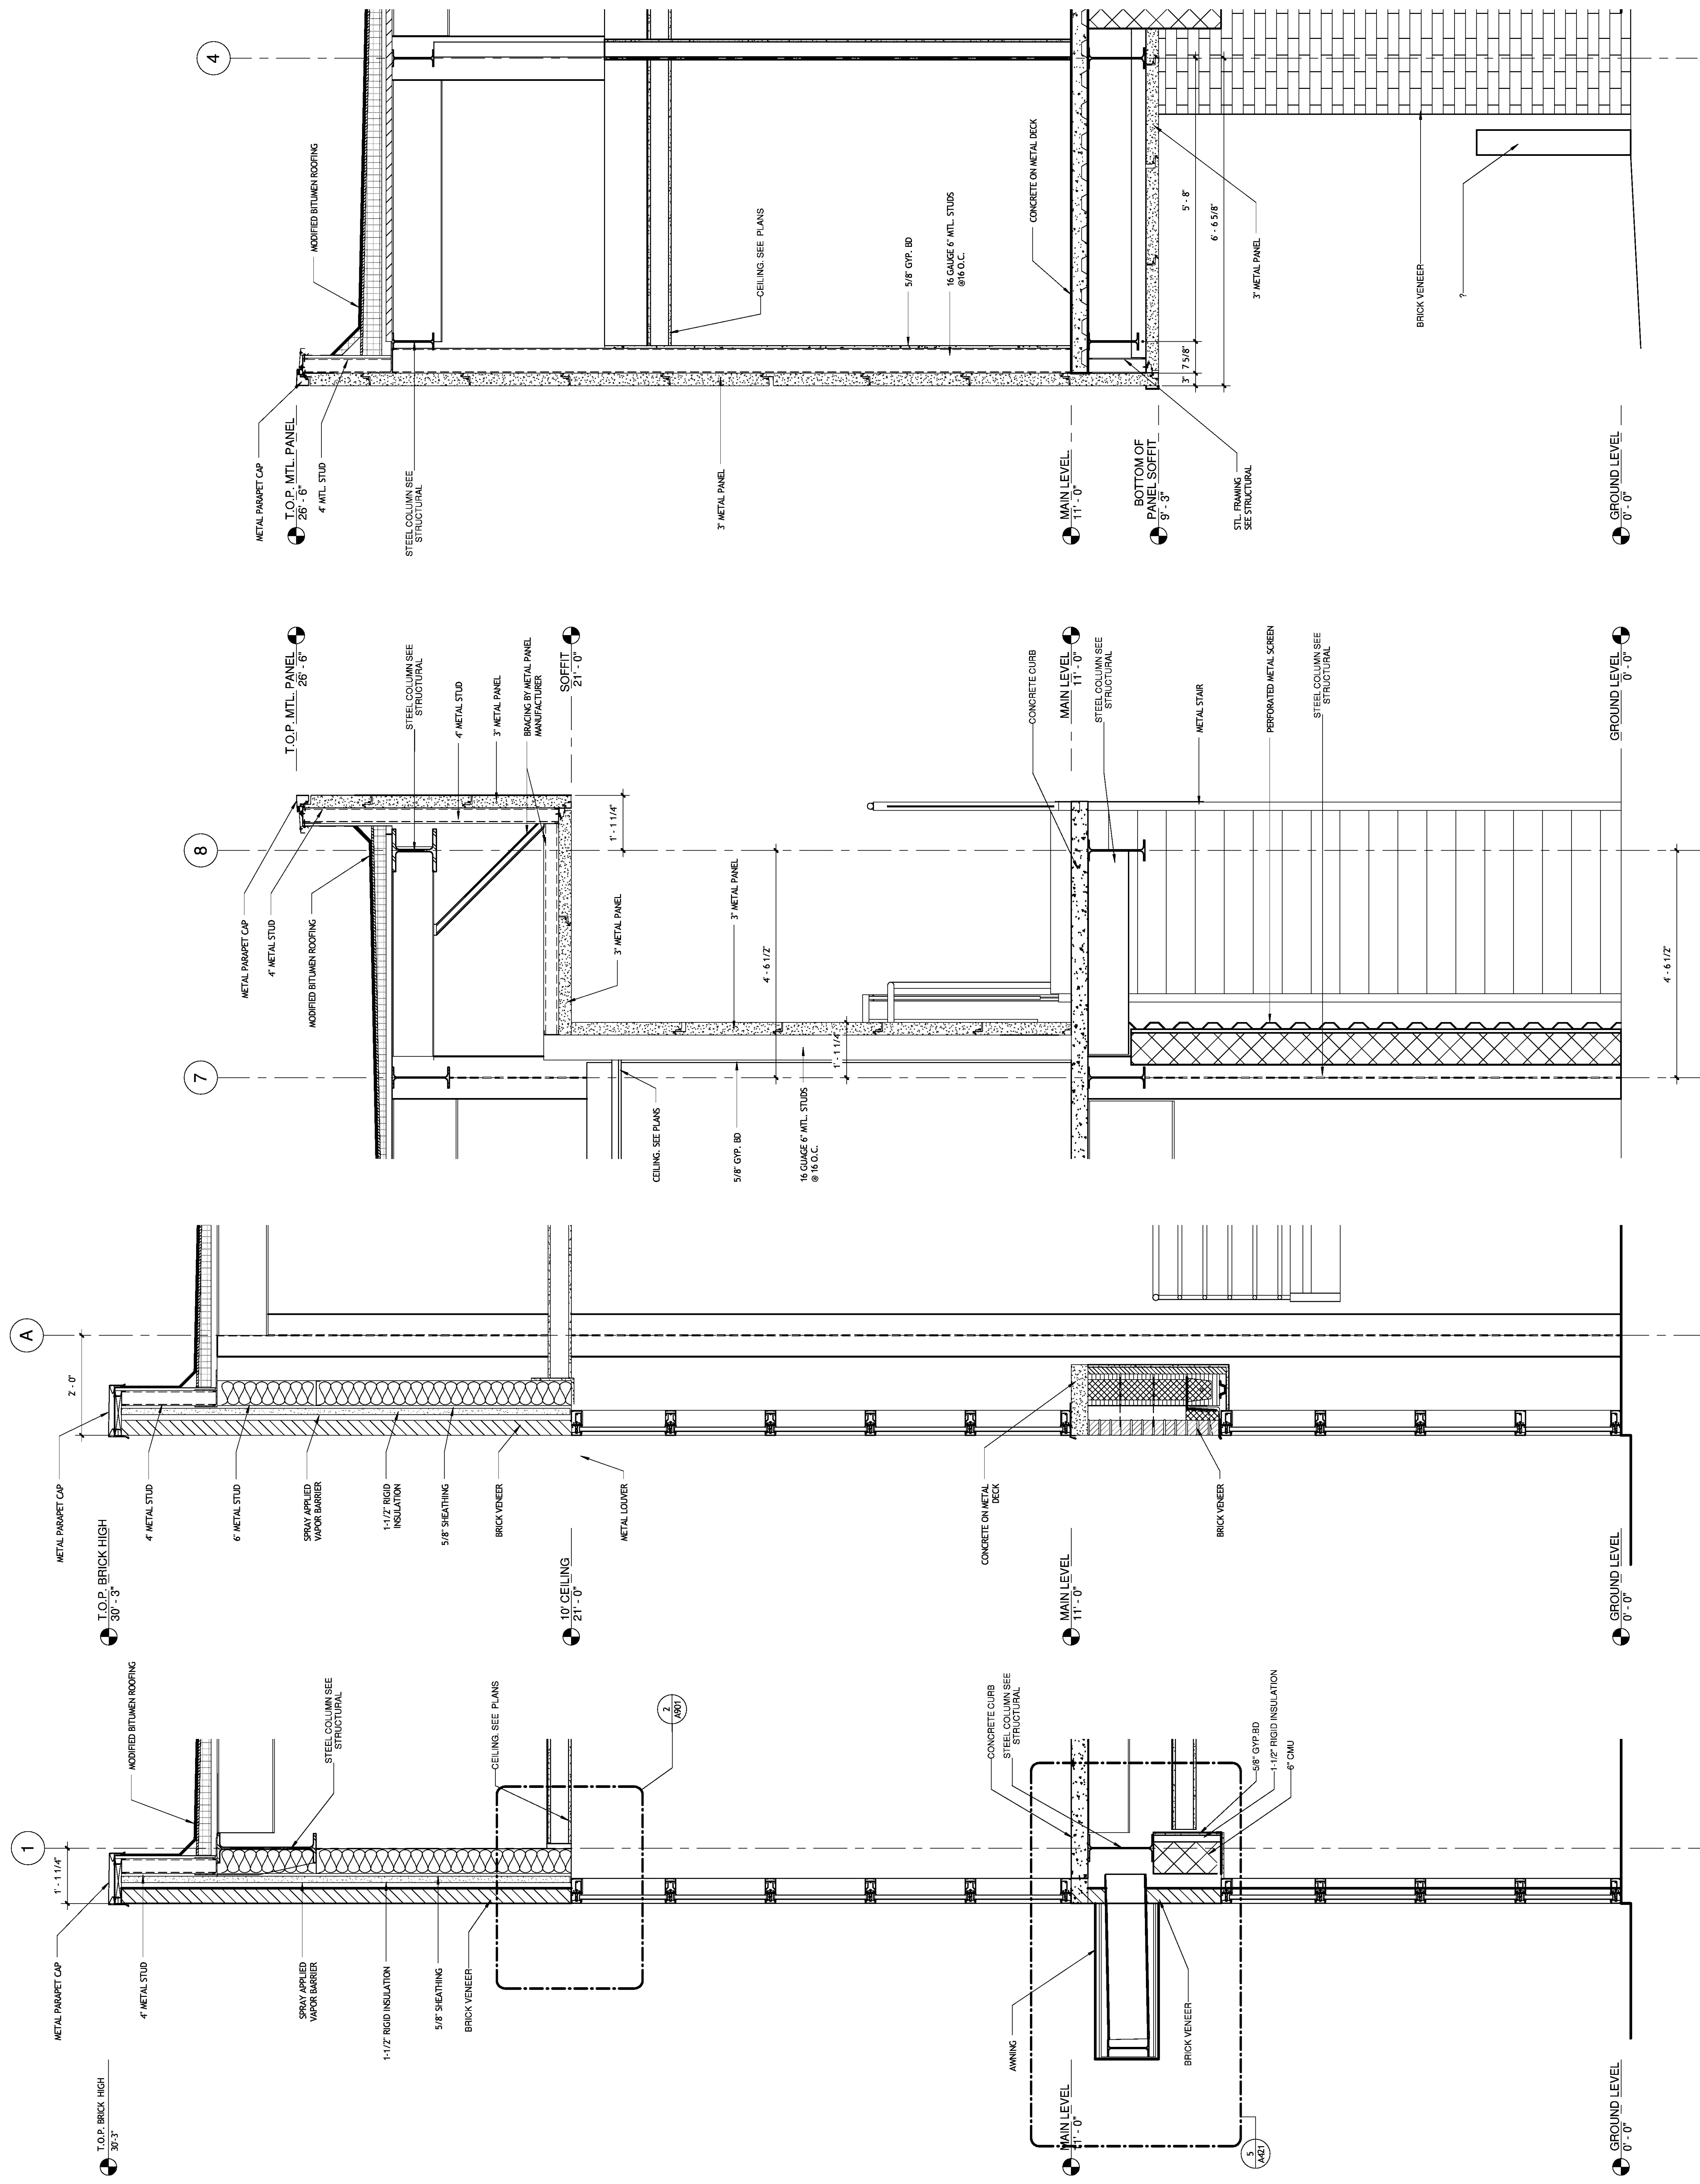 1
1' - 1 1/4"
METAL PARAPET CAP
T.O.P. BRICK HIGH
30'-3"
4" METAL STUD
SPRAY APPLIED
VAPOR BARRIER
1-1/2" RIGID INSULATION
5/8" SHEATHING
BRICK VENEER
MODIFIED BITUMEN ROOFING
STEEL COLUMN SEE
STRUCTURAL
CEILING. SEE PLANS
2
A901
CONCRETE CURB
STEEL COLUMN SEE
STRUCTURAL
5/8" GYP.BD
1-1/2" RIGID INSULATION
6" CMU
AWNING
BRICK VENEER
MAIN LEVEL
11' - 0"
5
A421
GROUND LEVEL
0' - 0"
A
2' - 0"
METAL PARAPET CAP
T.O.P. BRICK HIGH
30' - 3"
4" METAL STUD
6" METAL STUD
SPRAY APPLIED
VAPOR BARRIER
1-1/2" RIGID
INSULATION
5/8" SHEATHING
BRICK VENEER
10' CEILING
21' - 0"
METAL LOUVER
CONCRETE ON METAL
DECK
MAIN LEVEL
11' - 0"
BRICK VENEER
GROUND LEVEL
0' - 0"
7
8
METAL PARAPET CAP
4" METAL STUD
MODIFIED BITUMEN ROOFING
T.O.P. MTL. PANEL
26' - 6"
STEEL COLUMN SEE
STRUCTURAL
4" METAL STUD
3" METAL PANEL
BRACING BY METAL PANEL
MANUFACTURER
SOFFIT
21' - 0"
1' - 1 1/4"
3" METAL PANEL
3" METAL PANEL
4' - 6 1/2"
1' - 1 1/4"
CEILING. SEE PLANS
5/8" GYP. BD
16 GUAGE 6" MTL. STUDS
@ 16 O.C.
CONCRETE CURB
MAIN LEVEL
11' - 0"
STEEL COLUMN SEE
STRUCTURAL
METAL STAIR
PERFORATED METAL SCREEN
STEEL COLUMN SEE
STRUCTURAL
GROUND LEVEL
0' - 0"
4' - 6 1/2"
4
METAL PARAPET CAP
T.O.P. MTL. PANEL
26' - 6"
4" MTL. STUD
MODIFIED BITUMEN ROOFING
STEEL COLUMN SEE
STRUCTURAL
3" METAL PANEL
CEILING. SEE PLANS
5/8" GYP. BD
16 GAUGE 6" MTL. STUDS
@16 O.C.
CONCRETE ON METAL DECK
MAIN LEVEL
11' - 0"
BOTTOM OF
PANEL SOFFIT
9' - 3"
3"
7 5/8"
5' - 8"
6' - 6 5/8"
STL. FRAMING
SEE STRUCTURAL
3" METAL PANEL
BRICK VENEER
?
GROUND LEVEL
0' - 0"